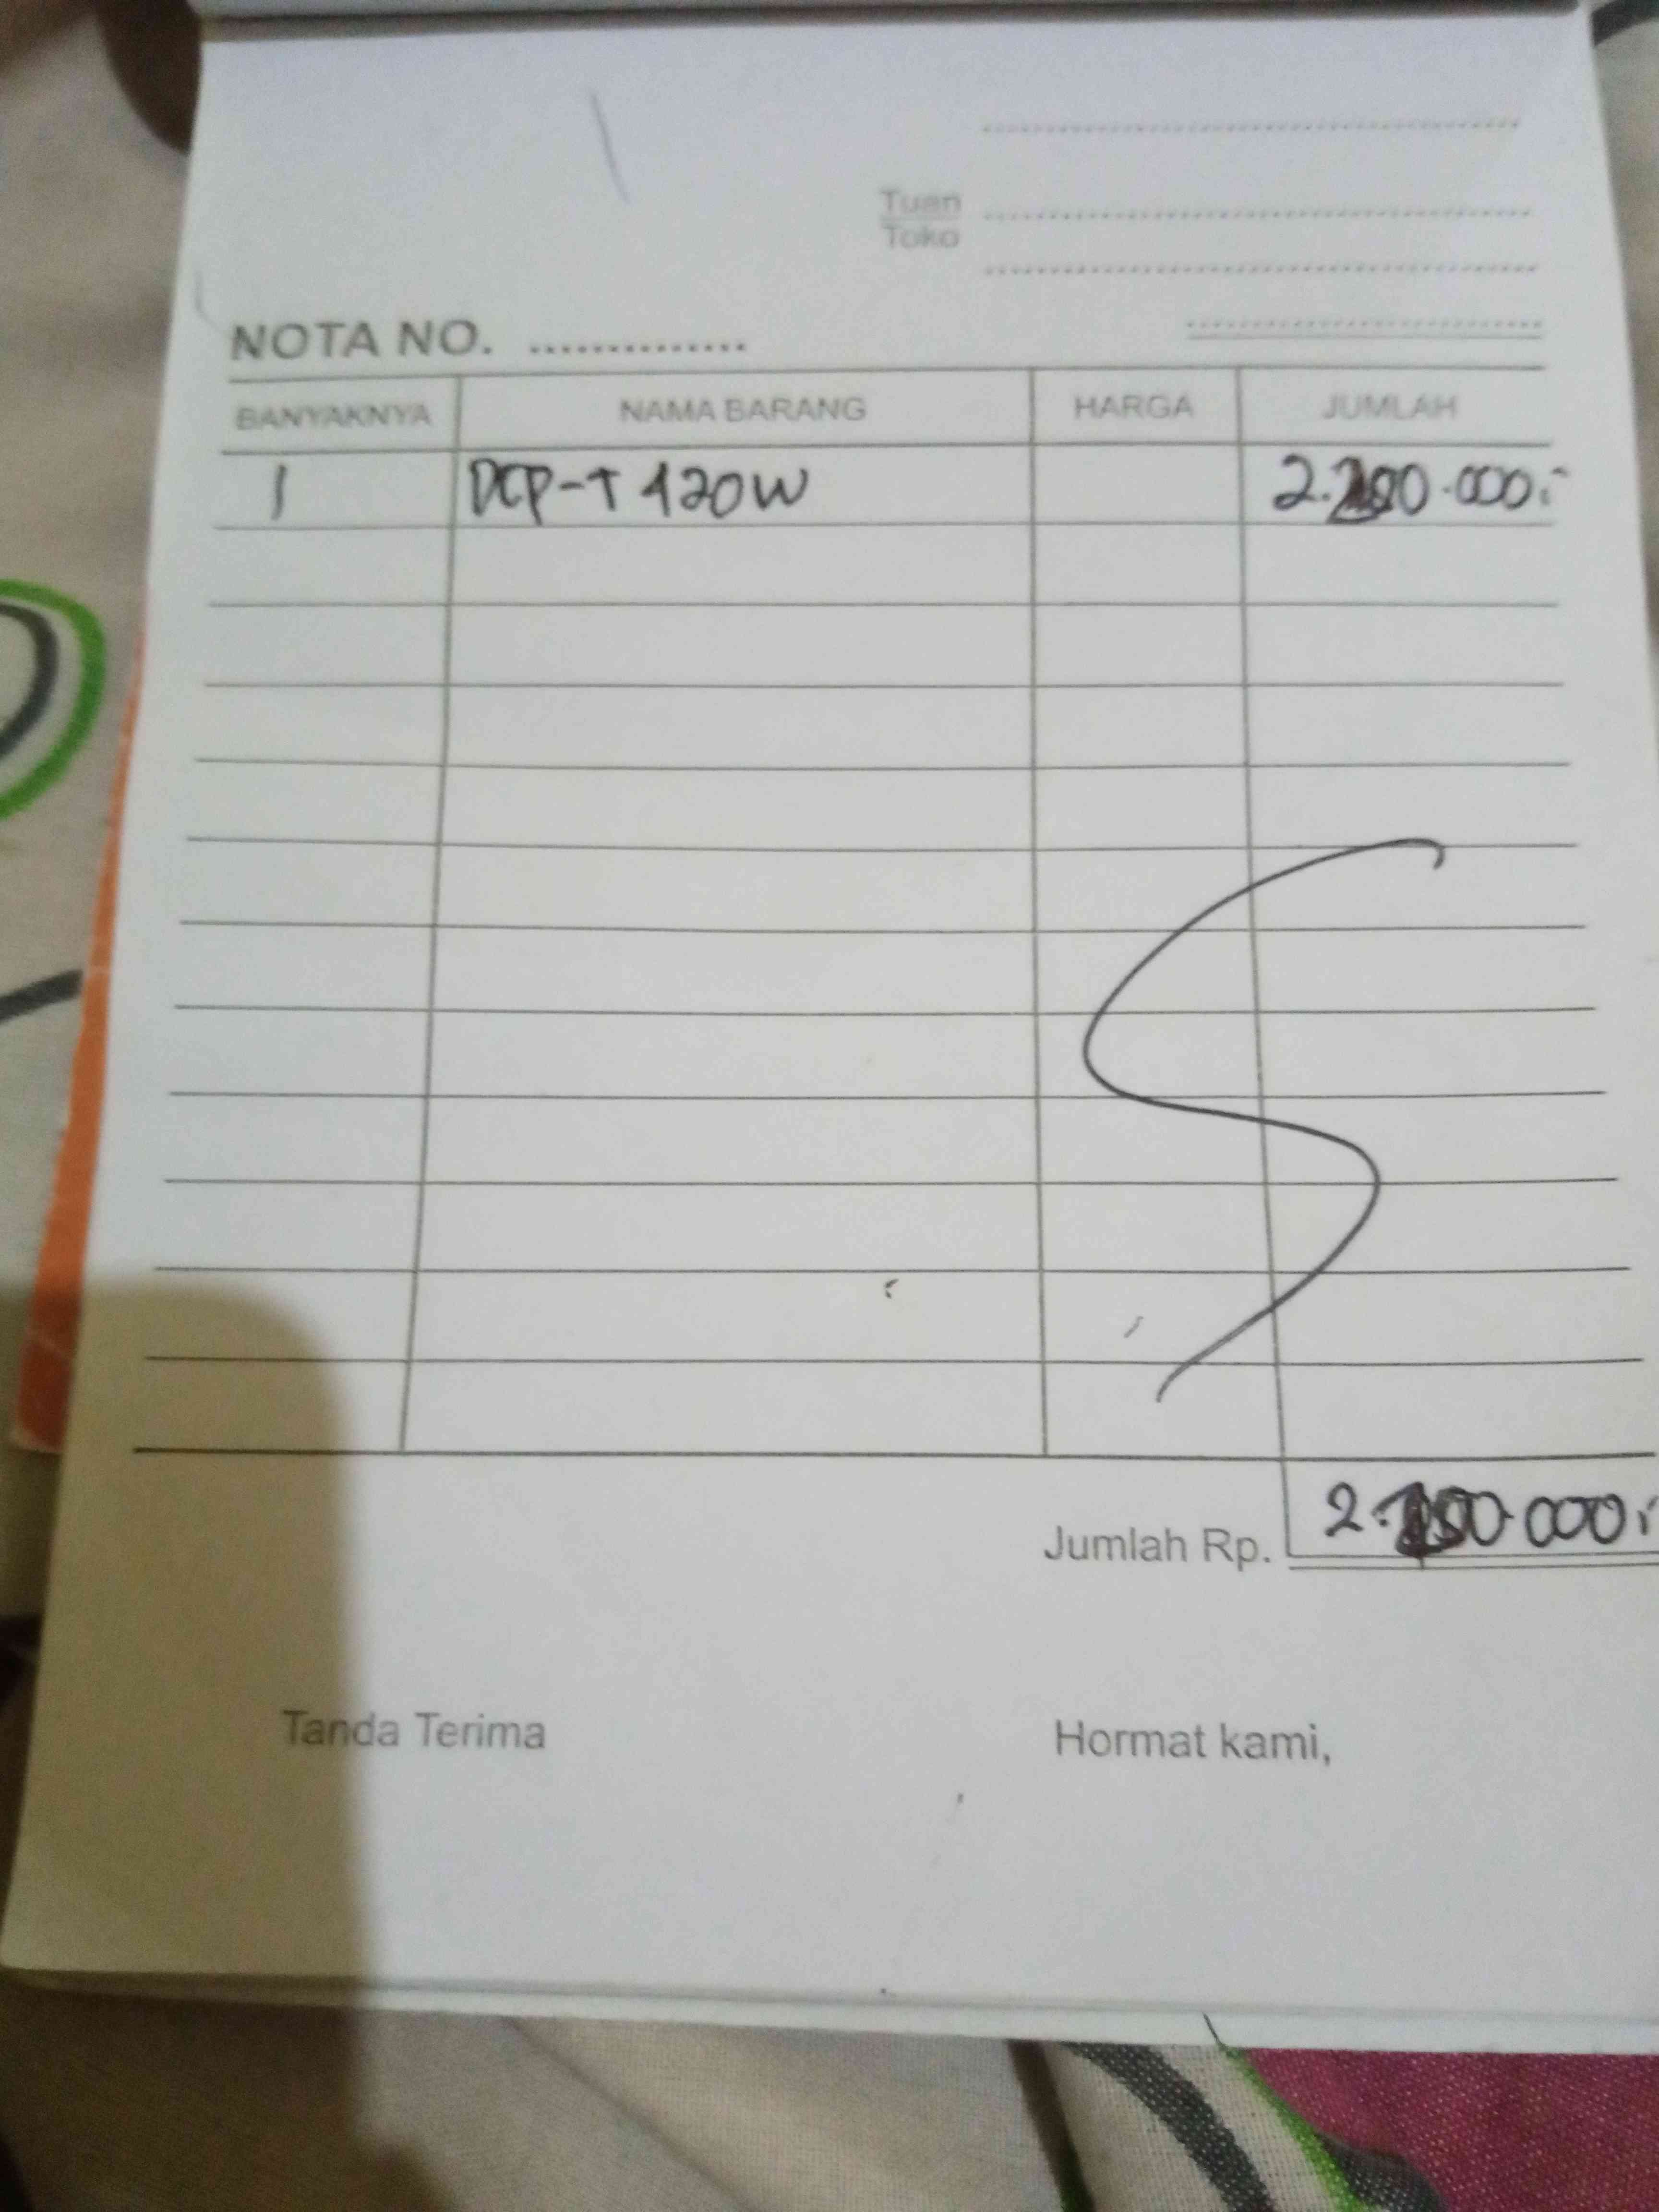 Tuan
Toko
NOTA NO. ..............
BANYAKNYA NAMA BARANG HARGA JUMLAH
1 DCP-T 420W
Jumlah Rp.
Tanda Terima Hormat kami,